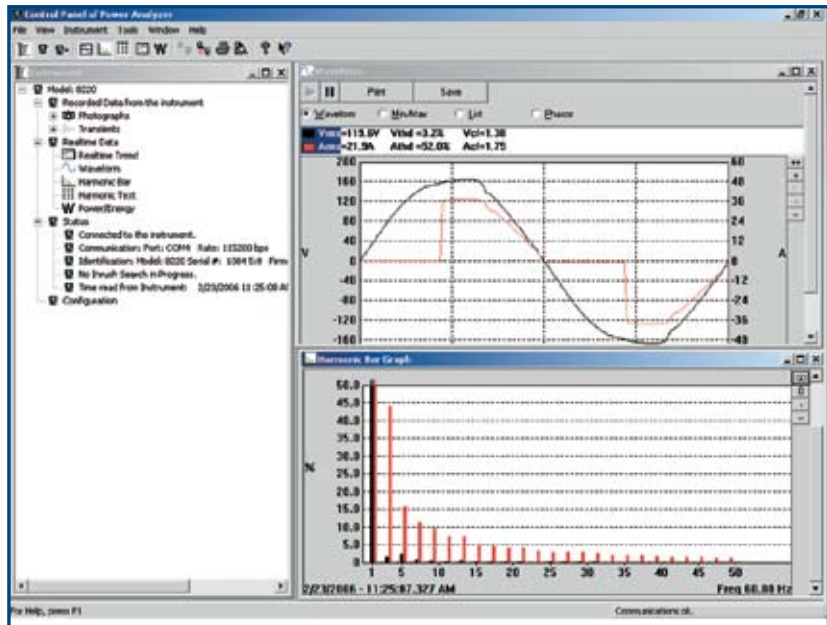 Control Panel of Power Analyzer
File View Instrument Tools Window Help
W
Model: 8220
Recorded Data from the instrument
Photographs
Transients
Realtime Data
Realtime Trend
Waveform
Harmonic Bar
Harmonic Text
W Power/Energy
Status
Connected to the instrument.
Communication: Port: COM4 Rate: 115200 bps
Identification: Model: 8220 Serial #:
No Inrush Search in Progress.
Time read from Instrument: 2/23/2006 11:25:08 AM
Configuration
Waveform
Print Save
Waveform Min/Max List Phasor
Vrms=119.6V Vthd =3.2% Vcf=1.38
Arms=21.9A Athd =52.0% Acf=1.75
200 60
160 48
120 36
80 24
40 12
0 0
V A
-40 -12
-80 -24
-120 -36
-160 -48
Harmonic Bar Graph
50.0
45.0
40.0
35.0
30.0
%
25.0
20.0
15.0
10.0
5.0
0
1 5 10 15 20 25 30 35 40 45 50
2/23/2006 - 11:25:07.327 AM Freq 60.00 Hz
For Help, press F1 Communications ok.